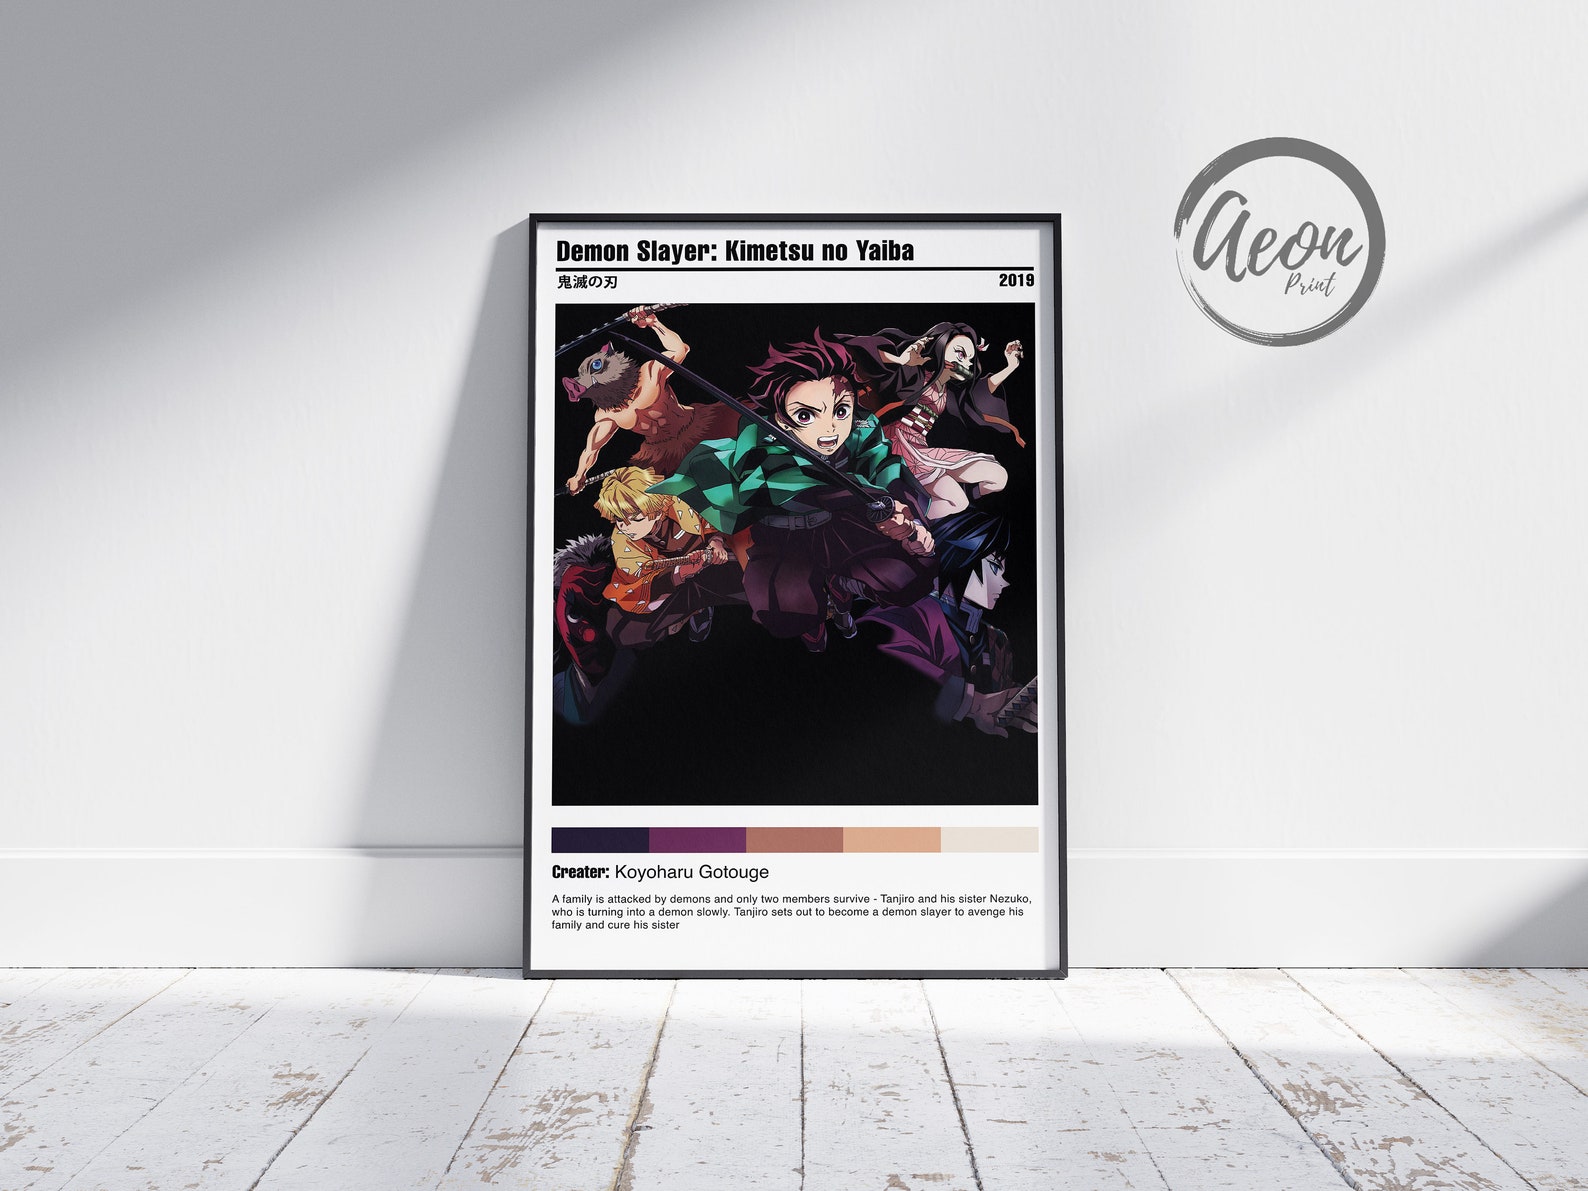 Demon Slayer: Kimetsu no Yaiba
鬼滅の刃
2019
Creater: Koyoharu Gotouge
A family is attacked by demons and only two members survive - Tanjiro and his sister Nezuko,
who is turning into a demon slowly. Tanjiro sets out to become a demon slayer to avenge his
family and cure his sister
Aeon
Print